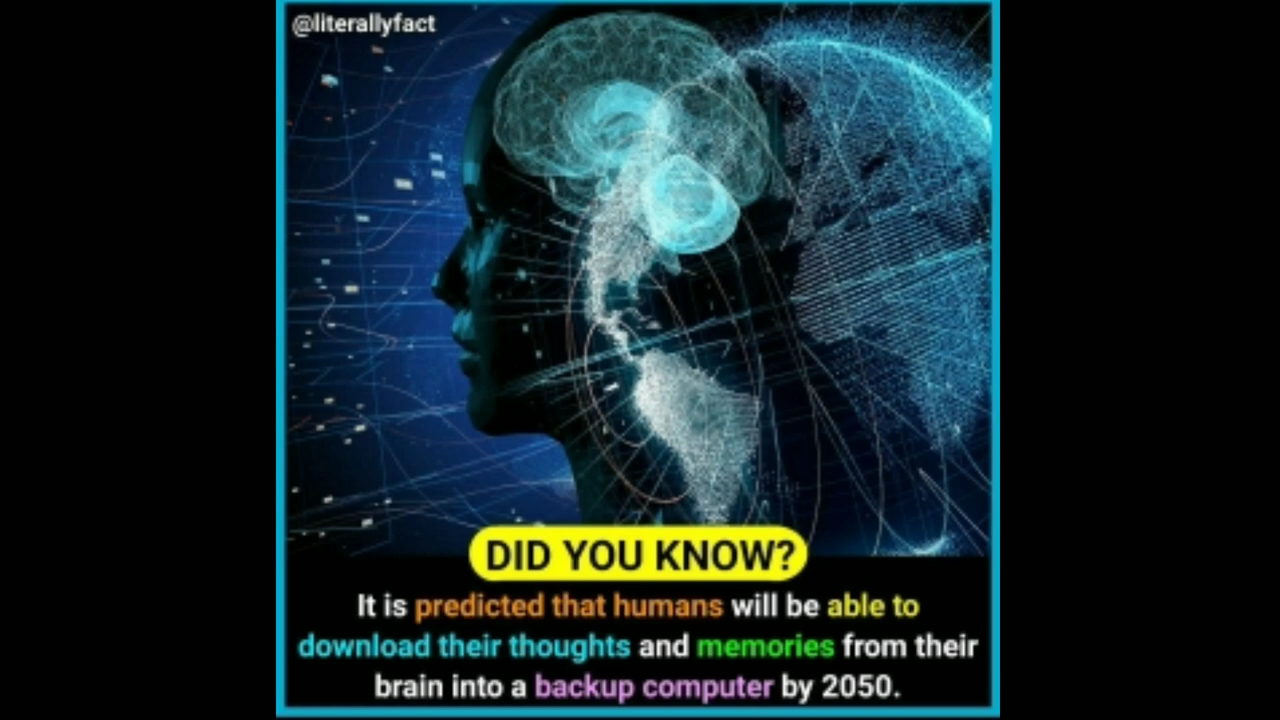 @literallyfact
DID YOU KNOW?
It is predicted that humans will be able to
download their thoughts and memories from their
brain into a backup computer by 2050.